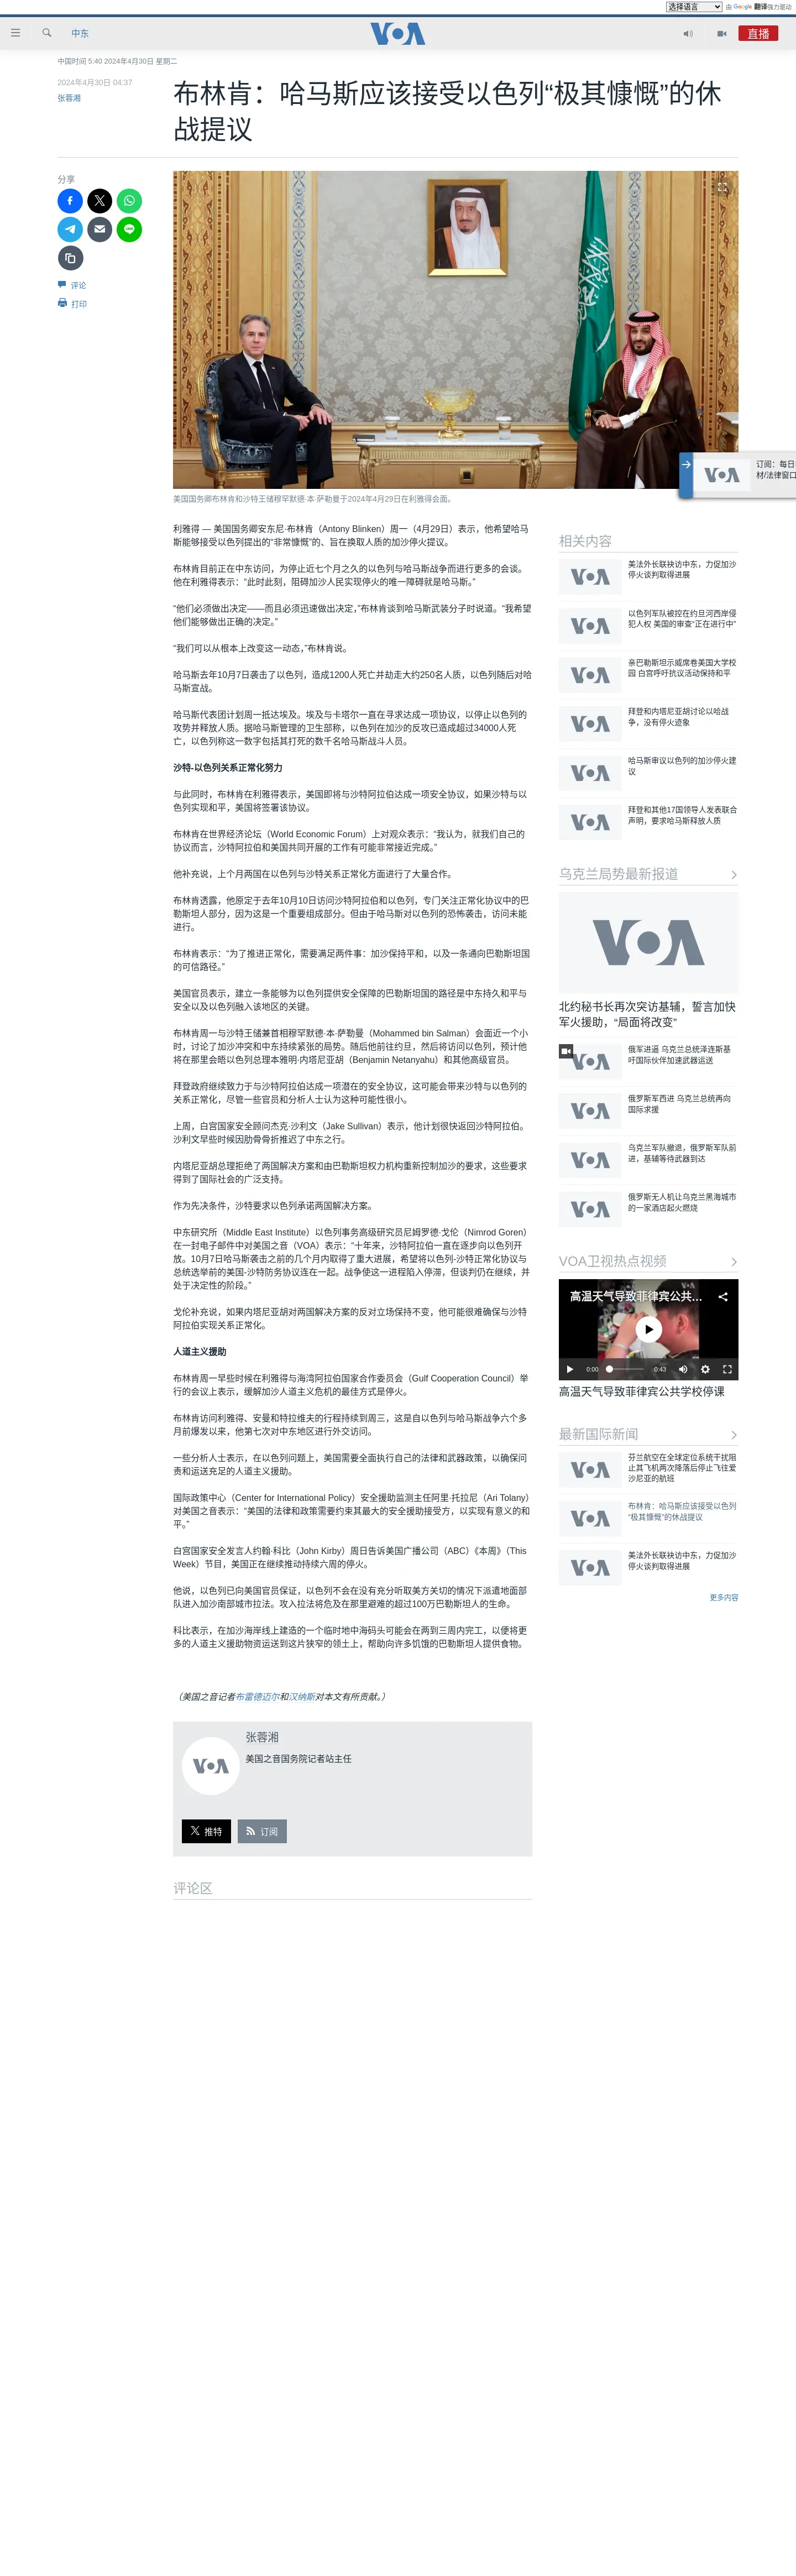 选择语言 由 Google 翻译强力驱动
中东
VOA
直播
中国时间 5:40 2024年4月30日 星期二
2024年4月30日 04:37
张蓉湘
布林肯：哈马斯应该接受以色列“极其慷慨”的休
战提议
分享
评论
打印
美国国务卿布林肯和沙特王储穆罕默德·本·萨勒曼于2024年4月29日在利雅得会面。
VOA
订阅：每日
材/法律窗口
利雅得 — 美国国务卿安东尼·布林肯（Antony Blinken）周一（4月29日）表示，他希望哈马
斯能够接受以色列提出的“非常慷慨”的、旨在换取人质的加沙停火提议。
布林肯目前正在中东访问，为停止近七个月之久的以色列与哈马斯战争而进行更多的会谈。
他在利雅得表示：“此时此刻，阻碍加沙人民实现停火的唯一障碍就是哈马斯。”
“他们必须做出决定——而且必须迅速做出决定，”布林肯谈到哈马斯武装分子时说道。“我希望
他们能够做出正确的决定。”
“我们可以从根本上改变这一动态，”布林肯说。
哈马斯去年10月7日袭击了以色列，造成1200人死亡并劫走大约250名人质，以色列随后对哈
马斯宣战。
哈马斯代表团计划周一抵达埃及。埃及与卡塔尔一直在寻求达成一项协议，以停止以色列的
攻势并释放人质。据哈马斯管理的卫生部称，以色列在加沙的反攻已造成超过34000人死
亡，以色列称这一数字包括其打死的数千名哈马斯战斗人员。
沙特-以色列关系正常化努力
与此同时，布林肯在利雅得表示，美国即将与沙特阿拉伯达成一项安全协议，如果沙特与以
色列实现和平，美国将签署该协议。
布林肯在世界经济论坛（World Economic Forum）上对观众表示：“我认为，就我们自己的
协议而言，沙特阿拉伯和美国共同开展的工作有可能非常接近完成。”
他补充说，上个月两国在以色列与沙特关系正常化方面进行了大量合作。
布林肯透露，他原定于去年10月10日访问沙特阿拉伯和以色列，专门关注正常化协议中的巴
勒斯坦人部分，因为这是一个重要组成部分。但由于哈马斯对以色列的恐怖袭击，访问未能
进行。
布林肯表示：“为了推进正常化，需要满足两件事：加沙保持平和，以及一条通向巴勒斯坦国
的可信路径。”
美国官员表示，建立一条能够为以色列提供安全保障的巴勒斯坦国的路径是中东持久和平与
安全以及以色列融入该地区的关键。
布林肯周一与沙特王储兼首相穆罕默德·本·萨勒曼（Mohammed bin Salman）会面近一个小
时，讨论了加沙冲突和中东持续紧张的局势。随后他前往约旦，然后将访问以色列，预计他
将在那里会晤以色列总理本雅明·内塔尼亚胡（Benjamin Netanyahu）和其他高级官员。
拜登政府继续致力于与沙特阿拉伯达成一项潜在的安全协议，这可能会带来沙特与以色列的
关系正常化，尽管一些官员和分析人士认为这种可能性很小。
上周，白宫国家安全顾问杰克·沙利文（Jake Sullivan）表示，他计划很快返回沙特阿拉伯。
沙利文早些时候因肋骨骨折推迟了中东之行。
内塔尼亚胡总理拒绝了两国解决方案和由巴勒斯坦权力机构重新控制加沙的要求，这些要求
得到了国际社会的广泛支持。
作为先决条件，沙特要求以色列承诺两国解决方案。
中东研究所（Middle East Institute）以色列事务高级研究员尼姆罗德·戈伦（Nimrod Goren）
在一封电子邮件中对美国之音（VOA）表示：“十年来，沙特阿拉伯一直在逐步向以色列开
放。10月7日哈马斯袭击之前的几个月内取得了重大进展，希望将以色列-沙特正常化协议与
总统选举前的美国-沙特防务协议连在一起。战争使这一进程陷入停滞，但谈判仍在继续，并
处于决定性的阶段。”
戈伦补充说，如果内塔尼亚胡对两国解决方案的反对立场保持不变，他可能很难确保与沙特
阿拉伯实现关系正常化。
人道主义援助
布林肯周一早些时候在利雅得与海湾阿拉伯国家合作委员会（Gulf Cooperation Council）举
行的会议上表示，缓解加沙人道主义危机的最佳方式是停火。
布林肯访问利雅得、安曼和特拉维夫的行程持续到周三，这是自以色列与哈马斯战争六个多
月前爆发以来，他第七次对中东地区进行外交访问。
一些分析人士表示，在以色列问题上，美国需要全面执行自己的法律和武器政策，以确保问
责和运送充足的人道主义援助。
国际政策中心（Center for International Policy）安全援助监测主任阿里·托拉尼（Ari Tolany）
对美国之音表示：“美国的法律和政策需要约束其最大的安全援助接受方，以实现有意义的和
平。”
白宫国家安全发言人约翰·科比（John Kirby）周日告诉美国广播公司（ABC）《本周》（This
Week）节目，美国正在继续推动持续六周的停火。
他说，以色列已向美国官员保证，以色列不会在没有充分听取美方关切的情况下派遣地面部
队进入加沙南部城市拉法。攻入拉法将危及在那里避难的超过100万巴勒斯坦人的生命。
科比表示，在加沙海岸线上建造的一个临时地中海码头可能会在两到三周内完工，以便将更
多的人道主义援助物资运送到这片狭窄的领土上，帮助向许多饥饿的巴勒斯坦人提供食物。
（美国之音记者布雷德迈尔和汉纳斯对本文有所贡献。）
VOA
张蓉湘
美国之音国务院记者站主任
推特
订阅
评论区
相关内容
VOA
美法外长联袂访中东，力促加沙
停火谈判取得进展
VOA
以色列军队被控在约旦河西岸侵
犯人权 美国的审查“正在进行中”
VOA
亲巴勒斯坦示威席卷美国大学校
园 白宫呼吁抗议活动保持和平
VOA
拜登和内塔尼亚胡讨论以哈战
争，没有停火迹象
VOA
哈马斯审议以色列的加沙停火建
议
VOA
拜登和其他17国领导人发表联合
声明，要求哈马斯释放人质
乌克兰局势最新报道
VOA
北约秘书长再次突访基辅，誓言加快
军火援助，“局面将改变”
VOA
俄军进逼 乌克兰总统泽连斯基
吁国际伙伴加速武器运送
VOA
俄罗斯军西进 乌克兰总统再向
国际求援
VOA
乌克兰军队撤退，俄罗斯军队前
进，基辅等待武器到达
VOA
俄罗斯无人机让乌克兰黑海城市
的一家酒店起火燃烧
VOA卫视热点视频
VOA
高温天气导致菲律宾公共...
0:00 0:43
高温天气导致菲律宾公共学校停课
最新国际新闻
VOA
芬兰航空在全球定位系统干扰阻
止其飞机两次降落后停止飞往爱
沙尼亚的航班
VOA
布林肯：哈马斯应该接受以色列
“极其慷慨”的休战提议
VOA
美法外长联袂访中东，力促加沙
停火谈判取得进展
更多内容